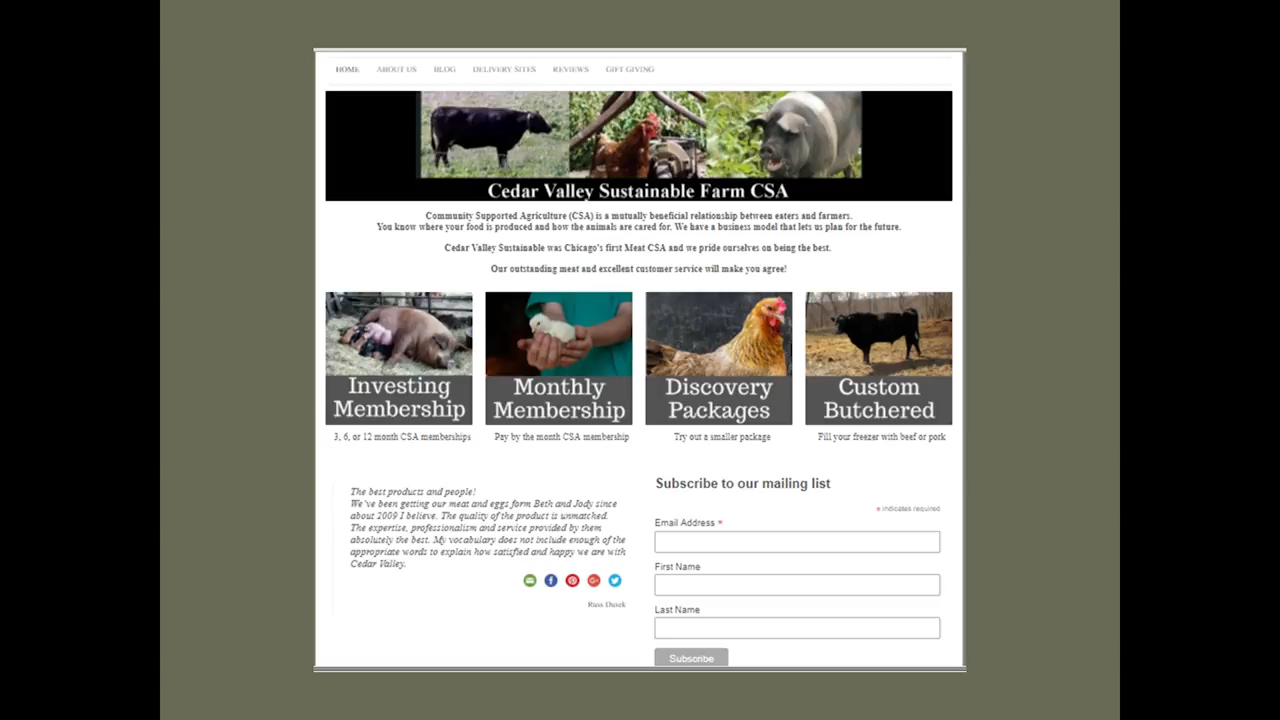 HOME ABOUT US BLOG DELIVERY SITES REVIEWS GIFT GIVING
Cedar Valley Sustainable Farm CSA
Community Supported Agriculture (CSA) is a mutually beneficial relationship between eaters and farmers.
You know where your food is produced and how the animals are cared for. We have a business model that lets us plan for the future.
Cedar Valley Sustainable was Chicago's first Meat CSA and we pride ourselves on being the best.
Our outstanding meat and excellent customer service will make you agree!
Investing
Membership
3, 6, or 12 month CSA memberships
Monthly
Membership
Pay by the month CSA membership
Discovery
Packages
Try out a smaller package
Custom
Butchered
Fill your freezer with beef or pork
The best products and people!
We've been getting our meat and eggs form Beth and Jody since
about 2009 I believe. The quality of the product is unmatched.
The expertise, professionalism and service provided by them
absolutely the best. My vocabulary does not include enough of the
appropriate words to explain how satisfied and happy we are with
Cedar Valley.
Russ Dusek
Subscribe to our mailing list
* indicates required
Email Address *
First Name
Last Name
Subscribe